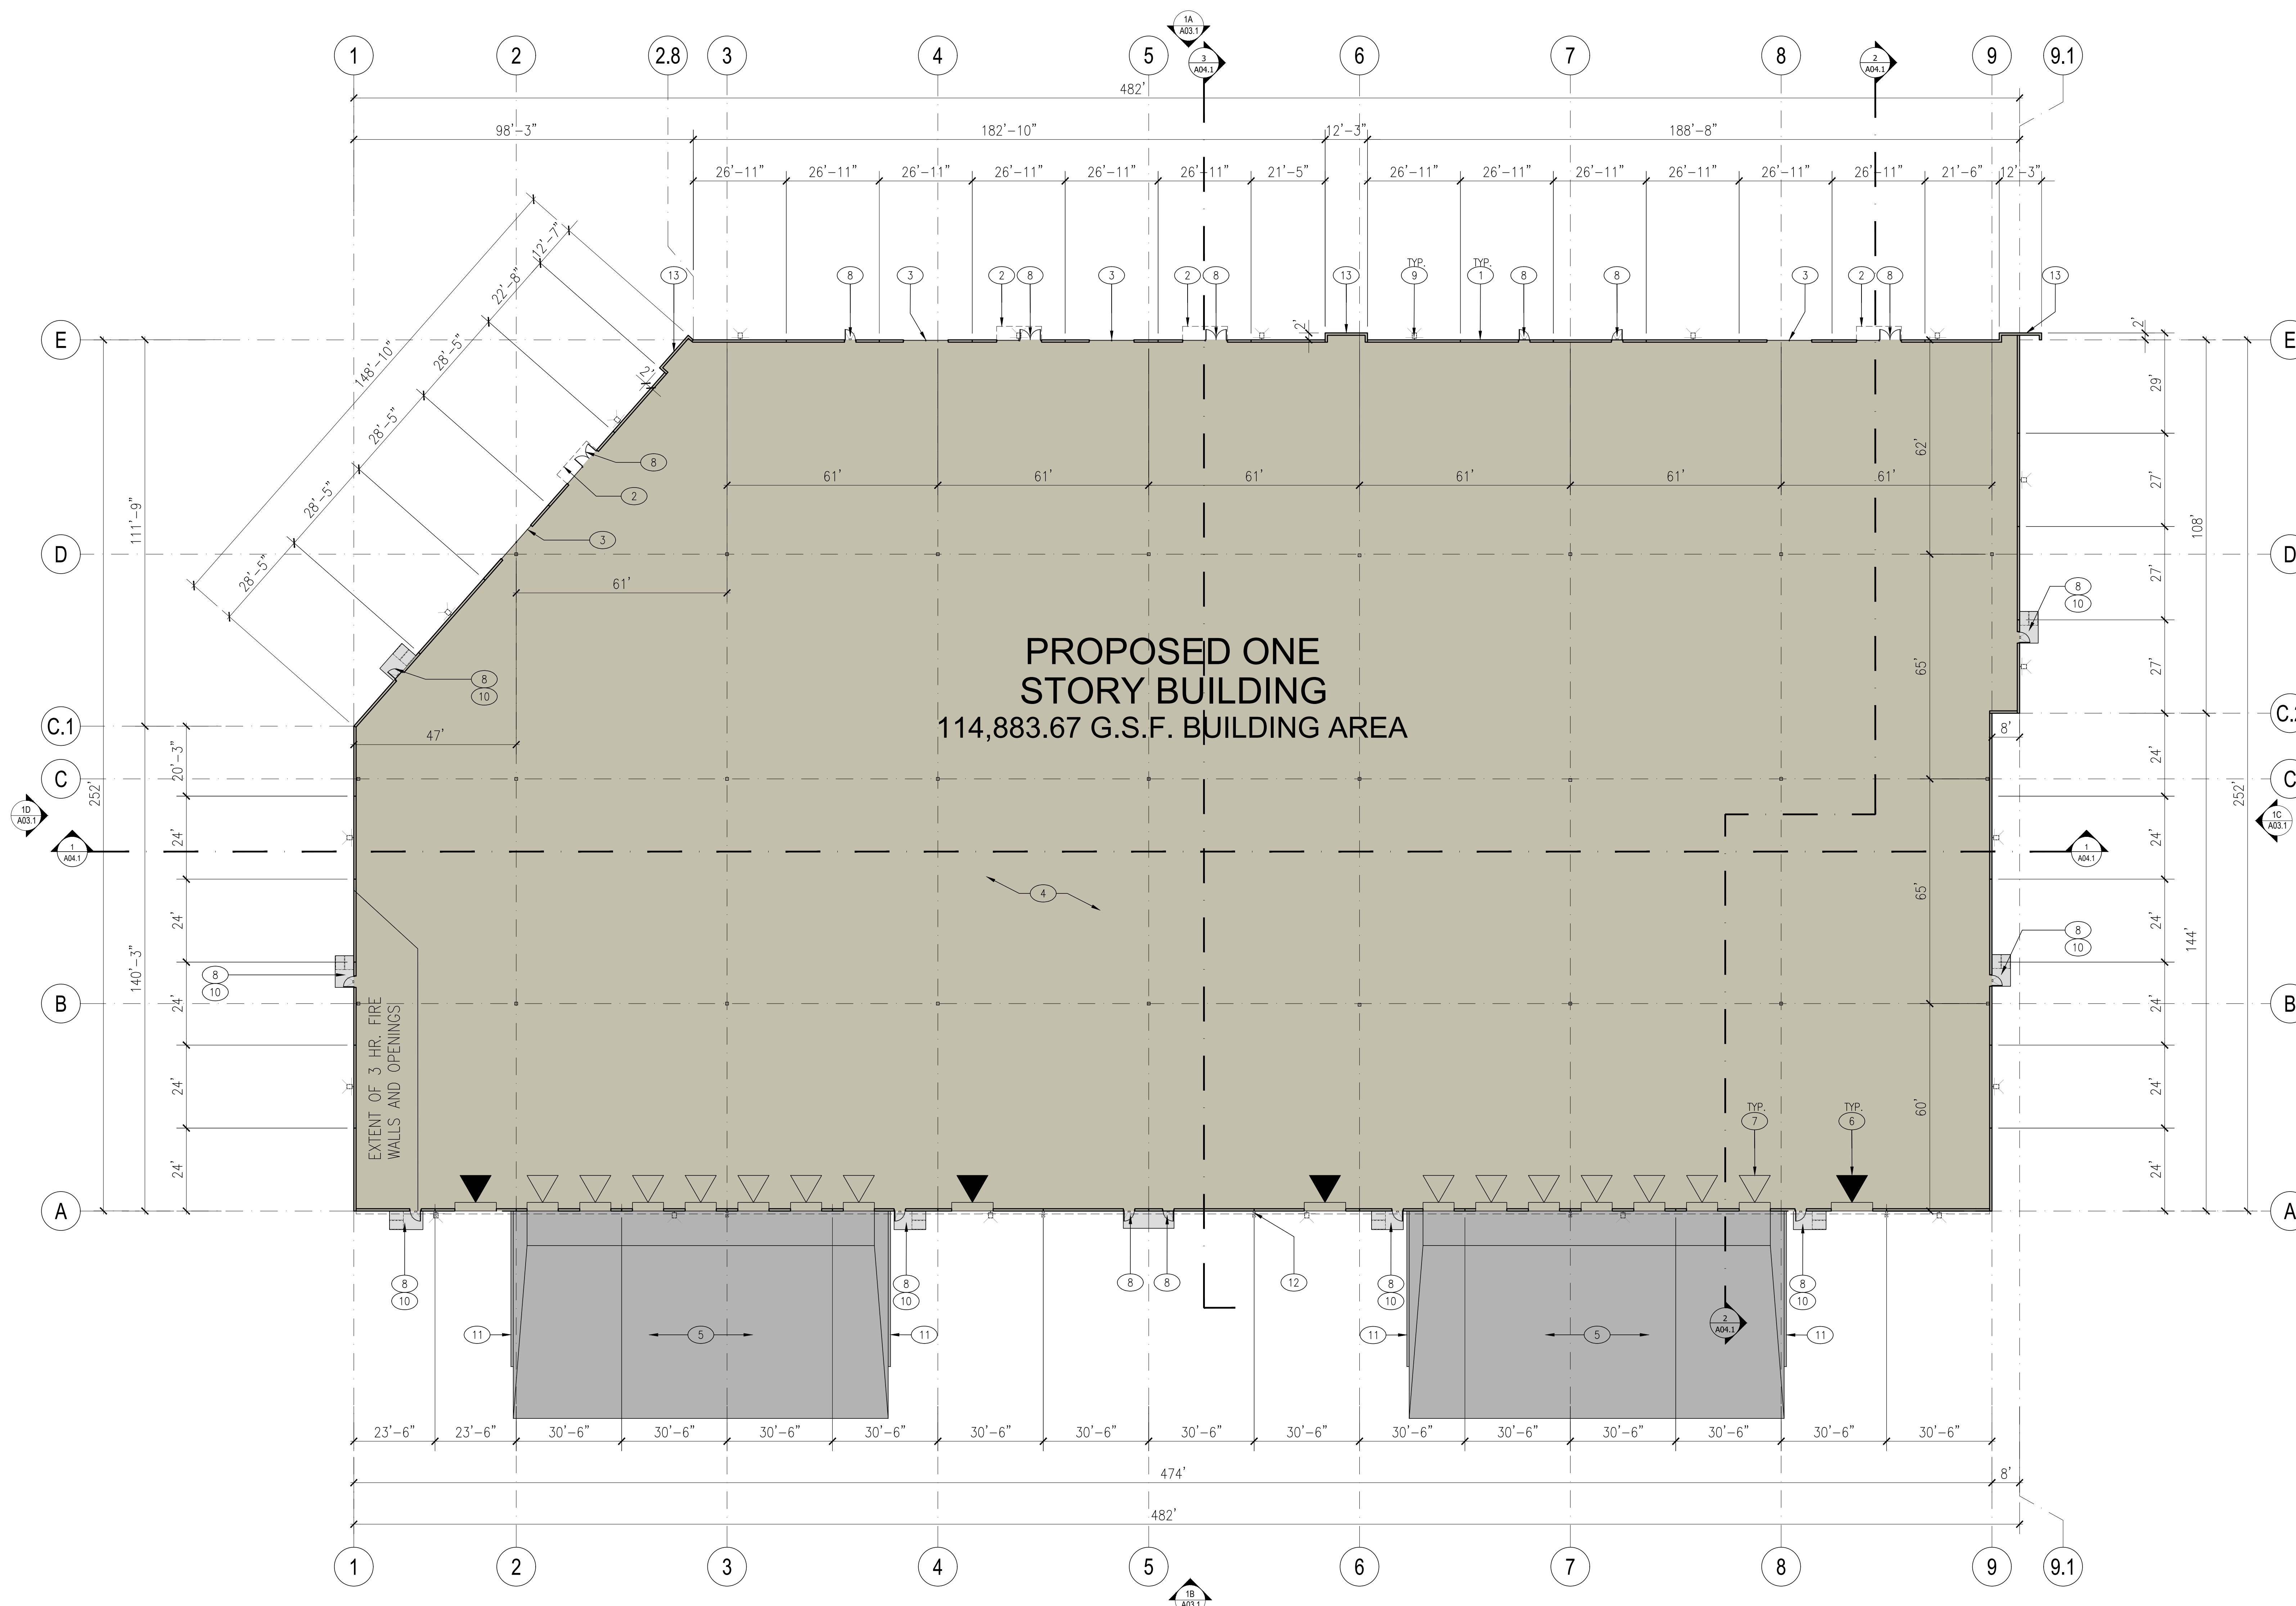 1A
A03.1
1 2 2.8 3 4 5 6 7 8 9 9.1
3
A04.1
2
A04.1
482'
98'-3" 182'-10" 12'-3" 188'-8"
26'-11" 26'-11" 26'-11" 26'-11" 26'-11" 26'-11" 21'-5" 26'-11" 26'-11" 26'-11" 26'-11" 26'-11" 26'-11" 21'-6" 12'-3"
148'-10"
12'-7"
22'-8"
28'-5"
28'-5"
28'-5"
28'-5"
2'
TYP. TYP.
13 8 3 2 8 3 2 8 13 9 1 8 8 3 2 8 13
2' 2'
E E
8
2
3
61' 61' 61' 61' 61' 61'
62'
29'
27'
27'
27'
108'
111'-9"
D D
61'
8
10
8
10
PROPOSED ONE
STORY BUILDING
114,883.67 G.S.F. BUILDING AREA
65'
C.1 C.2
47'
8'
20'-3"
24'
24'
24'
24'
24'
140'-3"
252'
C C
1D
A03.1
1C
A03.1
1
A04.1
1
A04.1
4
24'
24'
24'
24'
24'
24'
144'
252'
65'
8
10
8
10
B B
EXTENT OF 3 HR. FIRE
WALLS AND OPENINGS
60'
TYP. TYP.
7 6
A A
8
10
8
10
8 8 12
8
10
8
10
11 5 11 11 5 11
2
A04.1
23'-6" 23'-6" 30'-6" 30'-6" 30'-6" 30'-6" 30'-6" 30'-6" 30'-6" 30'-6" 30'-6" 30'-6" 30'-6" 30'-6" 30'-6" 30'-6"
474' 8'
482'
1 2 3 4 5 6 7 8 9 9.1
1B
A03.1